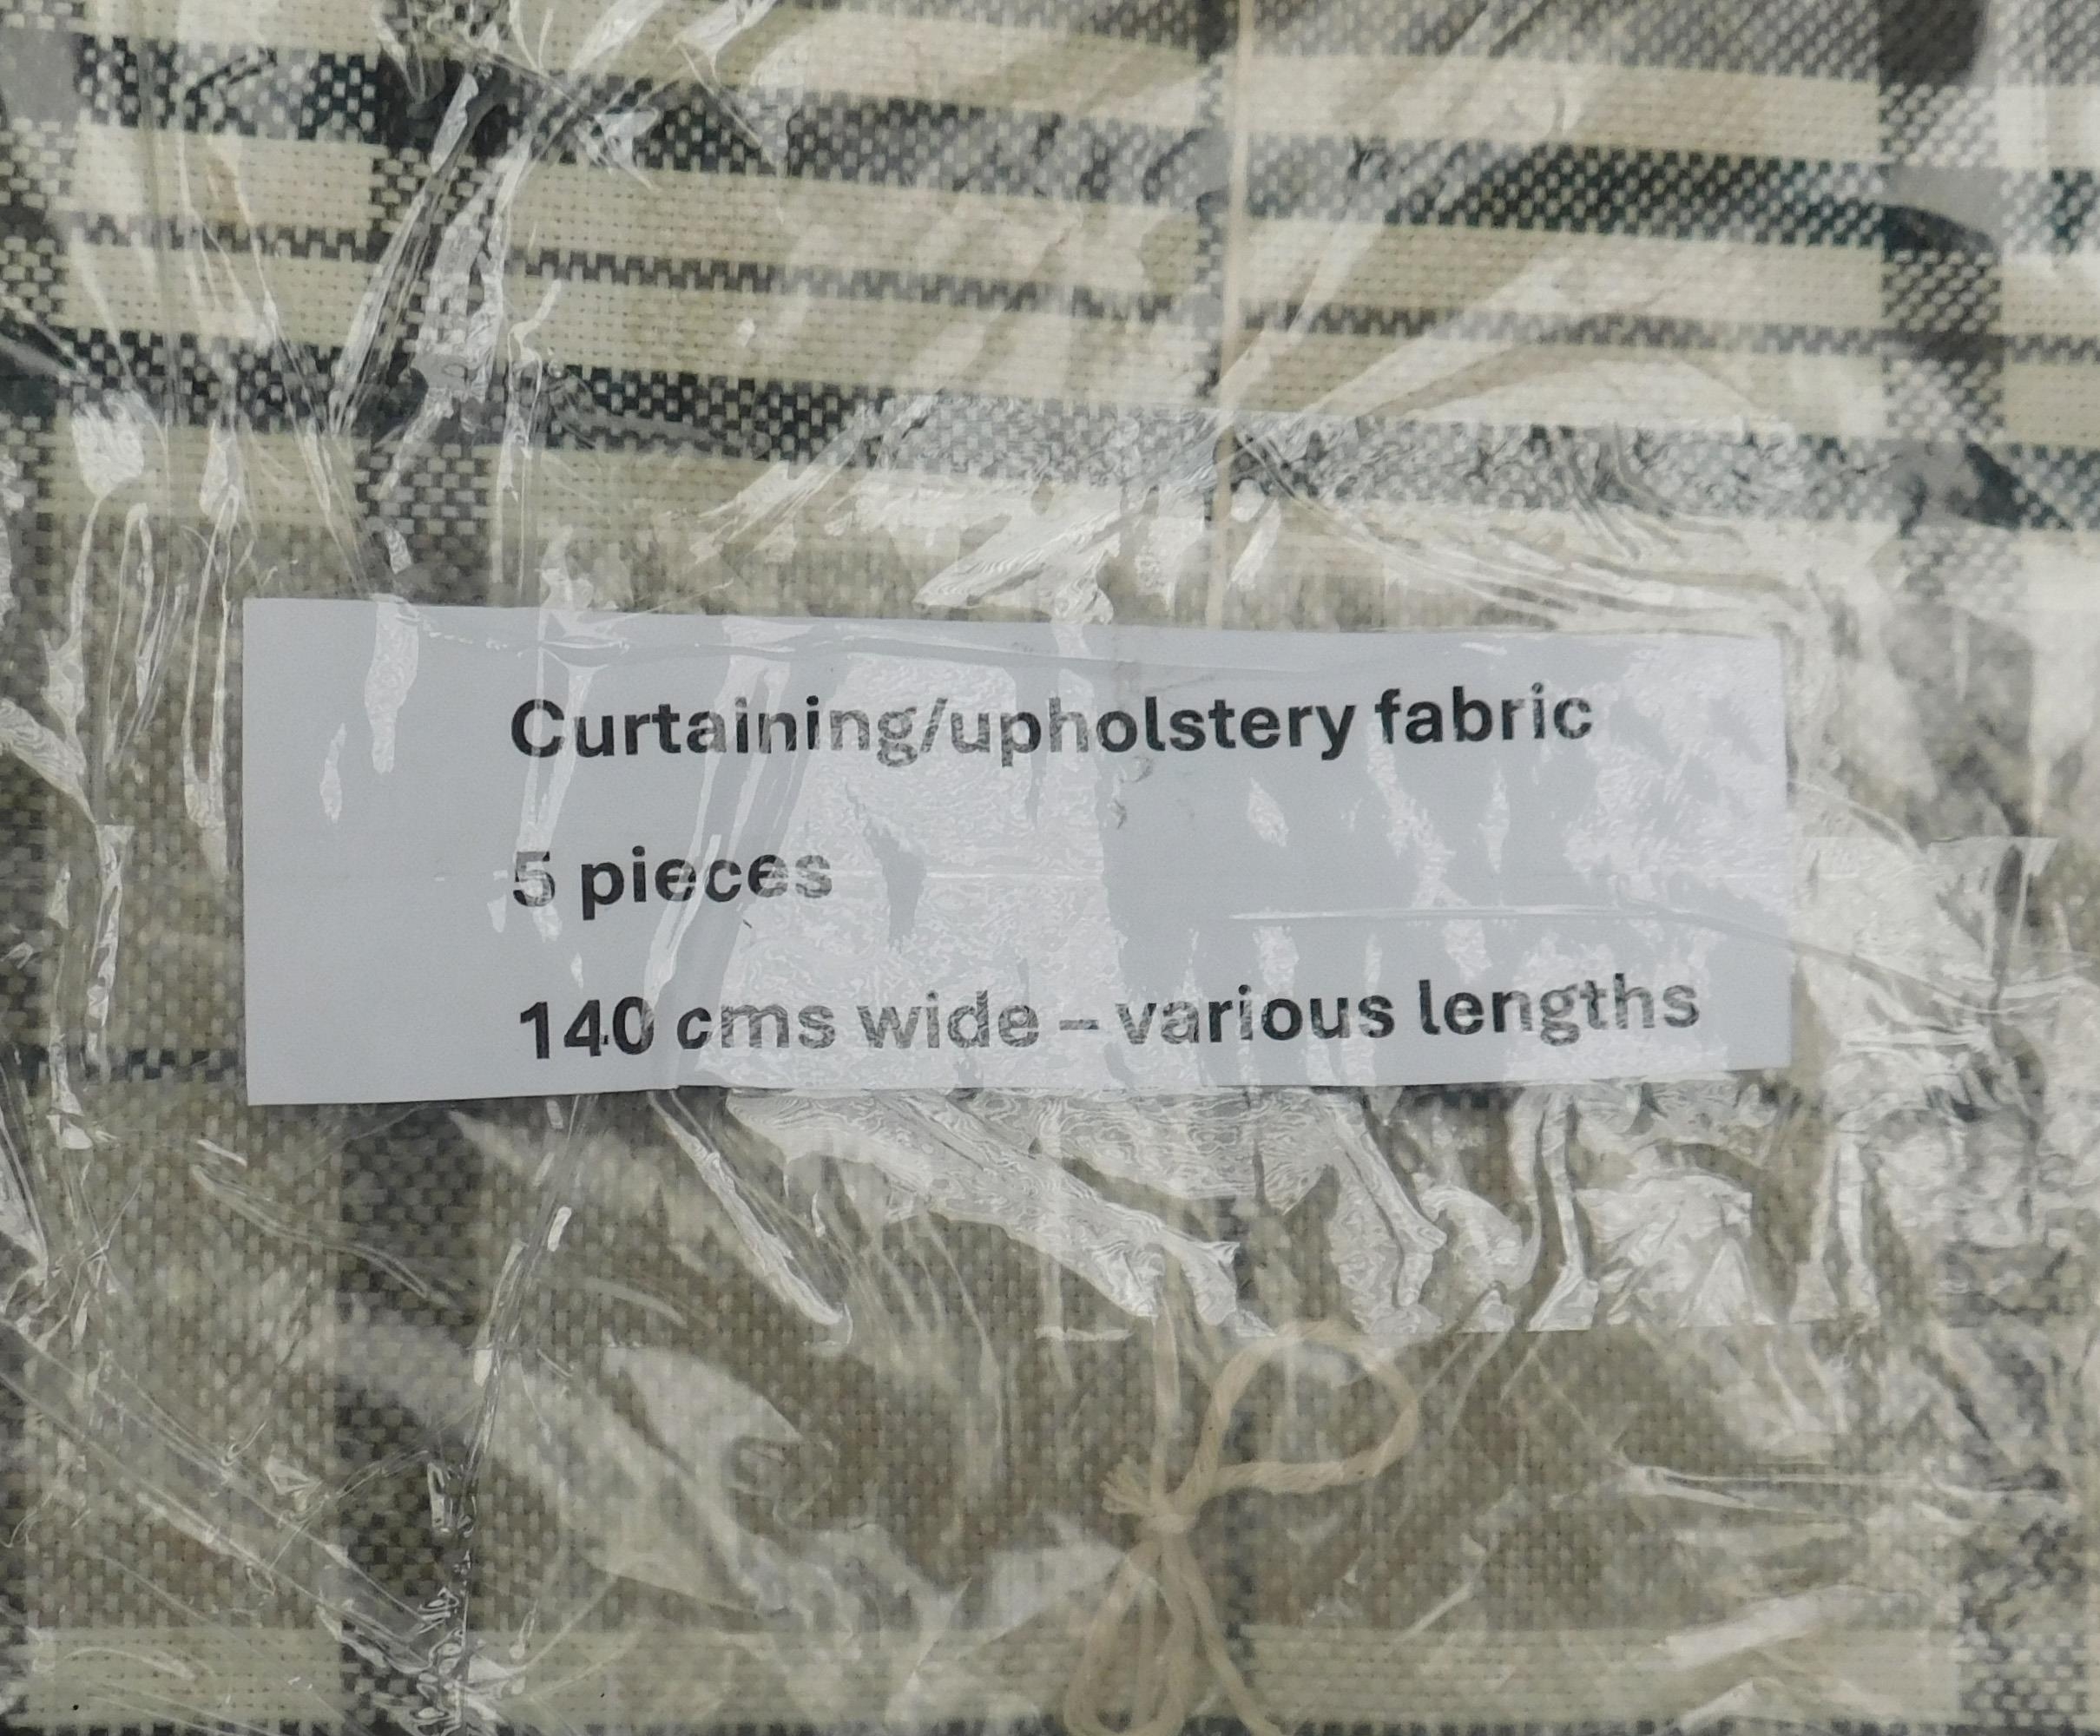 Curtaining/upholstery fabric
5 pieces
140 cms wide – various lengths